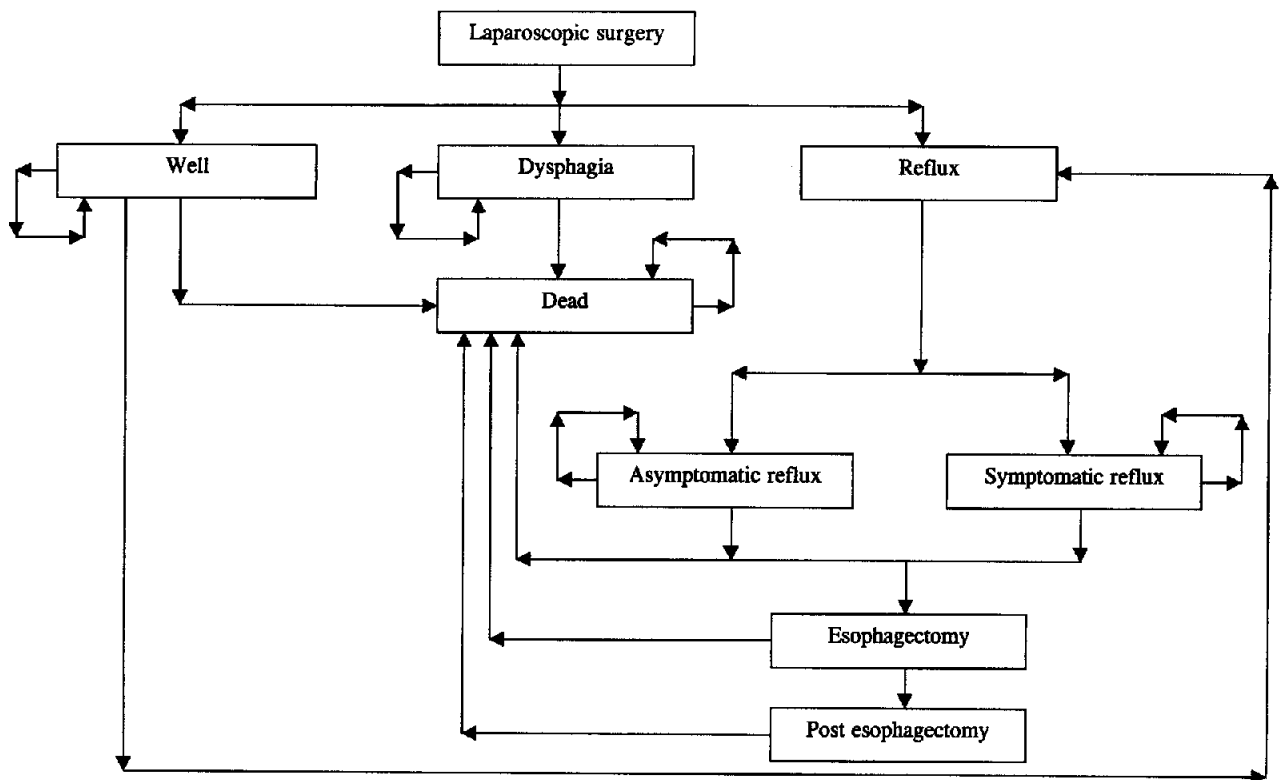 Laparoscopic surgery
Well
Dysphagia
Reflux
Dead
Asymptomatic reflux
Symptomatic reflux
Esophagectomy
Post esophagectomy